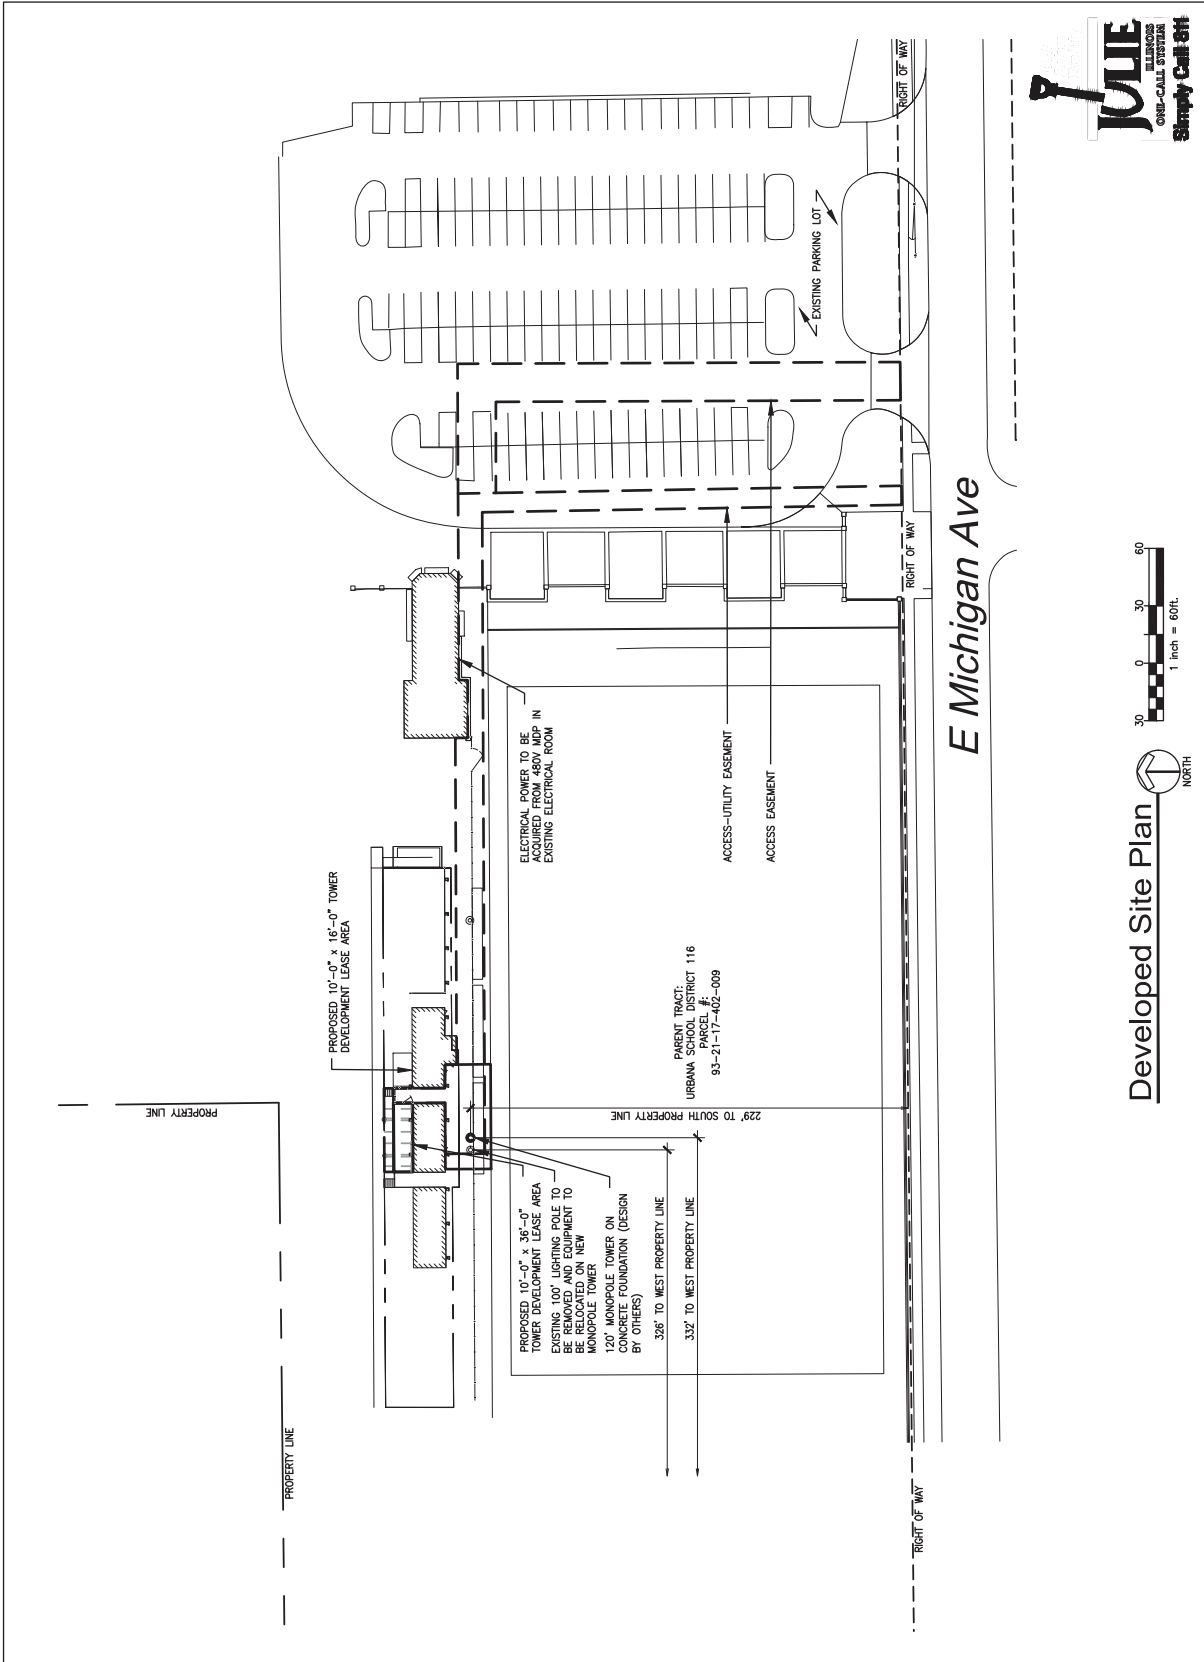 PROPERTY LINE
PROPERTY LINE
PROPOSED 10'-0" x 16'-0" TOWER
DEVELOPMENT LEASE AREA
PROPOSED 10'-0" x 36'-0"
TOWER DEVELOPMENT LEASE AREA
EXISTING 100' LIGHTING POLE TO
BE REMOVED AND EQUIPMENT TO
BE RELOCATED ON NEW
MONOPOLE TOWER
120' MONOPOLE TOWER ON
CONCRETE FOUNDATION (DESIGN
BY OTHERS)
326' TO WEST PROPERTY LINE
332' TO WEST PROPERTY LINE
229' TO SOUTH PROPERTY LINE
PARENT TRACT:
URBANA SCHOOL DISTRICT 116
PARCEL #:
93-21-17-402-009
ELECTRICAL POWER TO BE
ACQUIRED FROM 480V MDP IN
EXISTING ELECTRICAL ROOM
ACCESS-UTILITY EASEMENT
ACCESS EASEMENT
EXISTING PARKING LOT
RIGHT OF WAY
RIGHT OF WAY
RIGHT OF WAY
E Michigan Ave
Developed Site Plan
NORTH
30 0 30 60
1 inch = 60ft.
JULIE
ILLINOIS
ONE-CALL SYSTEM
Simply Call 811